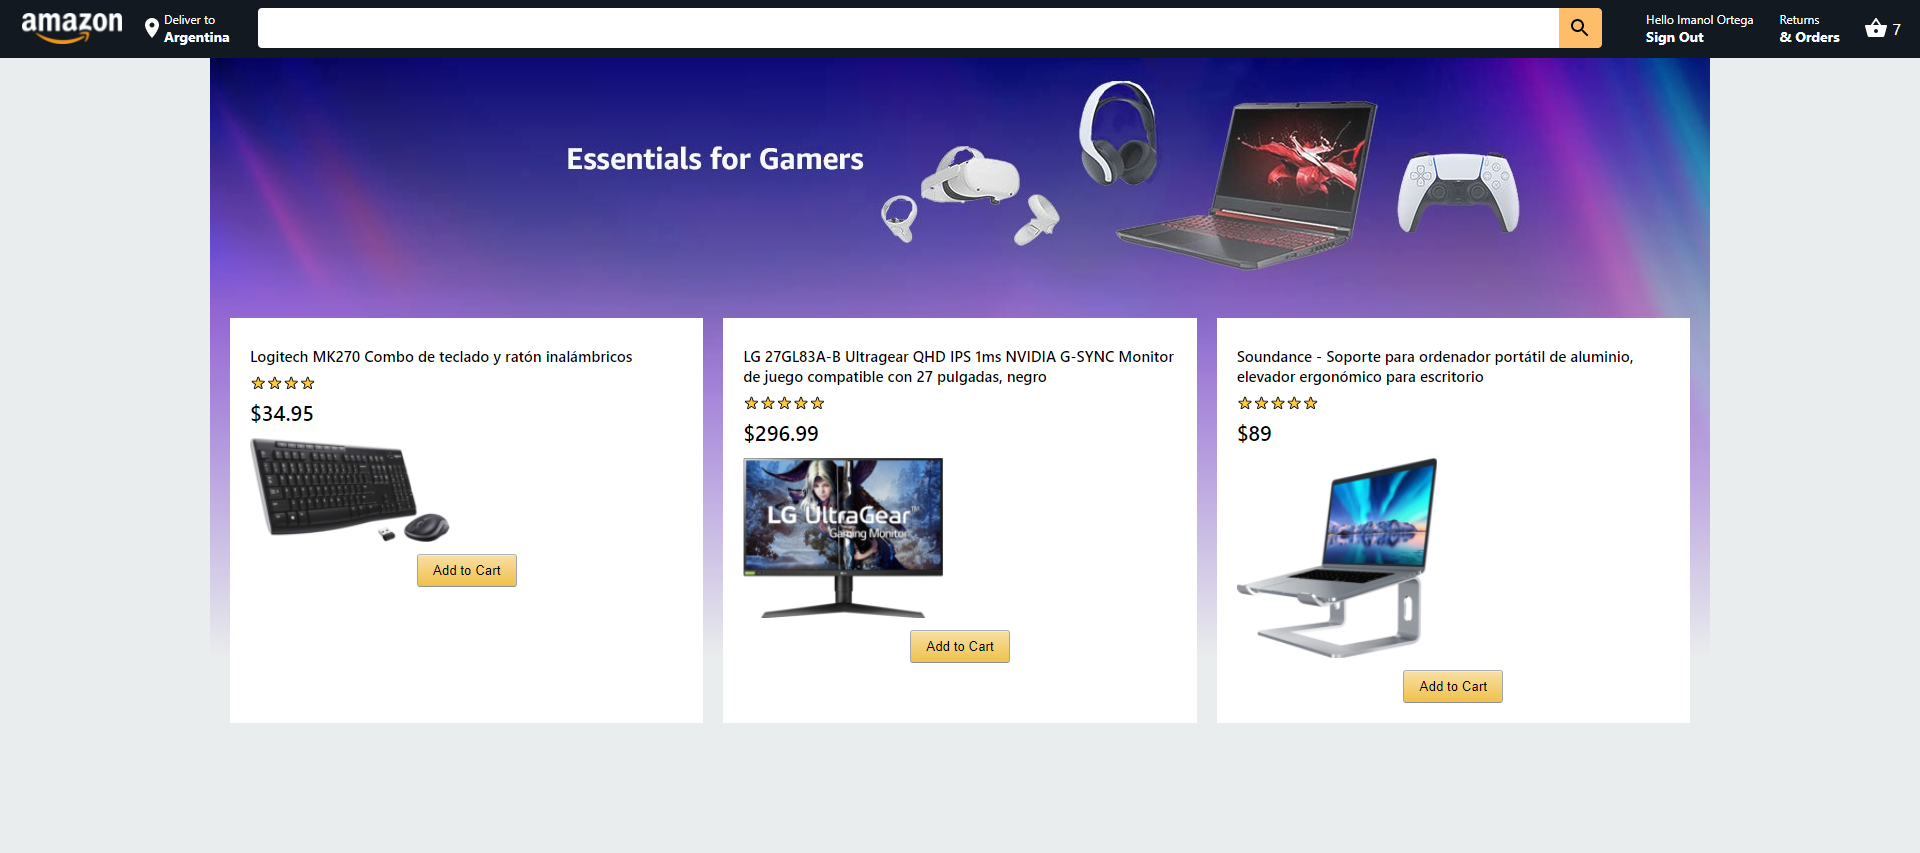 amazon
Deliver to
Argentina
Hello Imanol Ortega
Sign Out
Returns
& Orders
7
Essentials for Gamers
Logitech MK270 Combo de teclado y ratón inalámbricos
$34.95
Add to Cart
LG 27GL83A-B Ultragear QHD IPS 1ms NVIDIA G-SYNC Monitor
de juego compatible con 27 pulgadas, negro
$296.99
LG UltraGear™
Gaming Monitor
Add to Cart
Soundance - Soporte para ordenador portátil de aluminio,
elevador ergonómico para escritorio
$89
Add to Cart